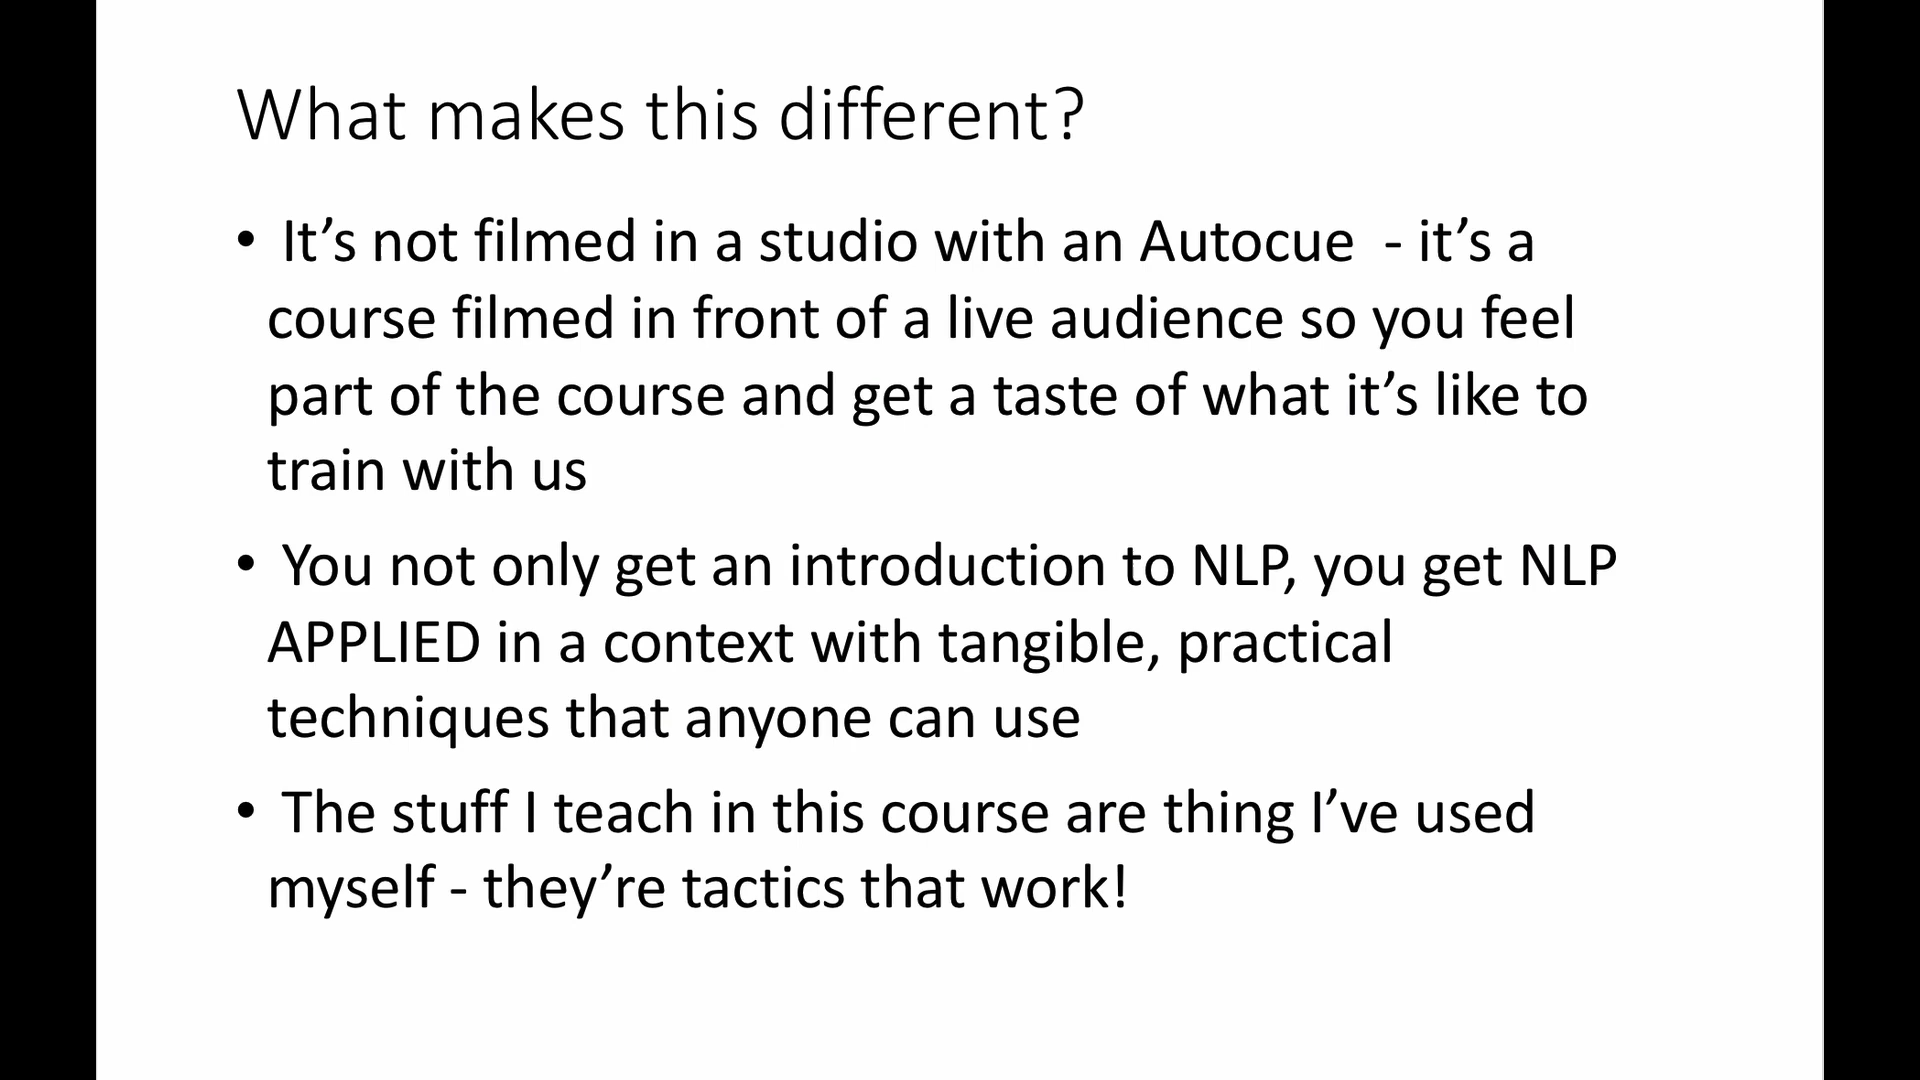 What makes this different?
• It’s not filmed in a studio with an Autocue  - it’s a
course filmed in front of a live audience so you feel
part of the course and get a taste of what it’s like to
train with us
• You not only get an introduction to NLP, you get NLP
APPLIED in a context with tangible, practical
techniques that anyone can use
• The stuff I teach in this course are thing I’ve used
myself - they’re tactics that work!